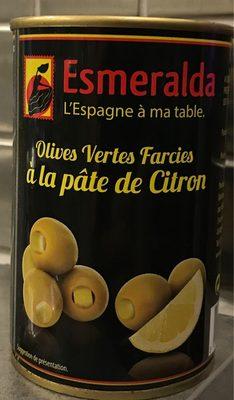 Esmeralda
L'Espagne à ma table.
Olives Vertes Farcies
à la pâte de Citron
Suggestion de présentation.